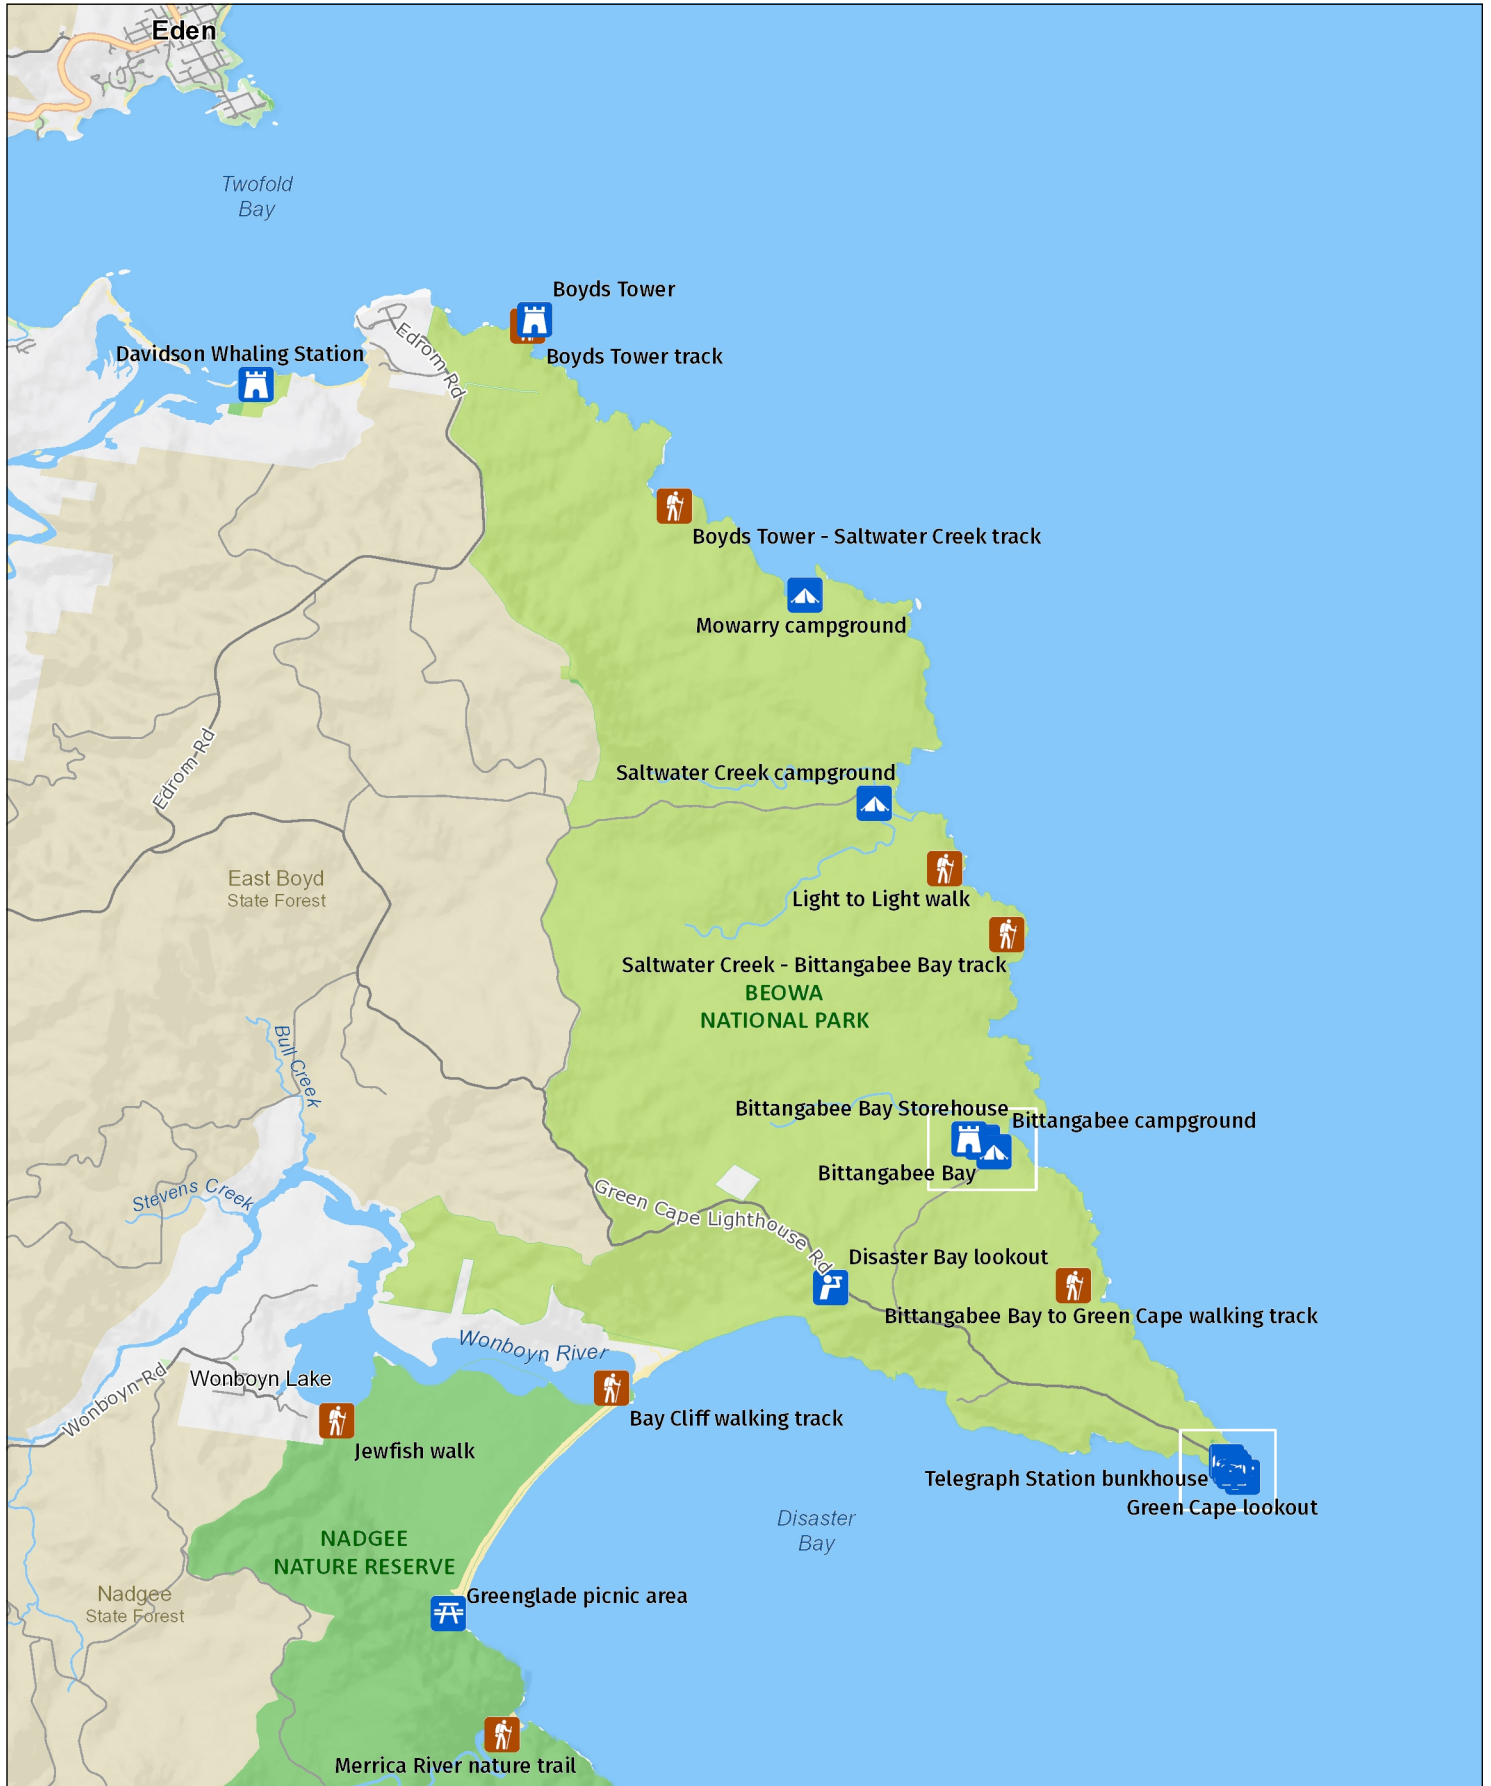 Eden
Twofold
Bay
Boyds Tower
Edrom Rd
Davidson Whaling Station
Boyds Tower track
Boyds Tower - Saltwater Creek track
Mowarry campground
Edrom Rd
Saltwater Creek campground
East Boyd
State Forest
Light to Light walk
Saltwater Creek - Bittangabee Bay track
BEOWA
NATIONAL PARK
Bull Creek
Bittangabee Bay Storehouse
Bittangabee campground
Bittangabee Bay
Stevens Creek
Green Cape Lighthouse Rd
Disaster Bay lookout
Bittangabee Bay to Green Cape walking track
Wonboyn River
Wonboyn Rd
Wonboyn Lake
Bay Cliff walking track
Jewfish walk
Telegraph Station bunkhouse
Green Cape lookout
Disaster
Bay
NADGEE
NATURE RESERVE
Nadgee
State Forest
Greenglade picnic area
Merrica River nature trail